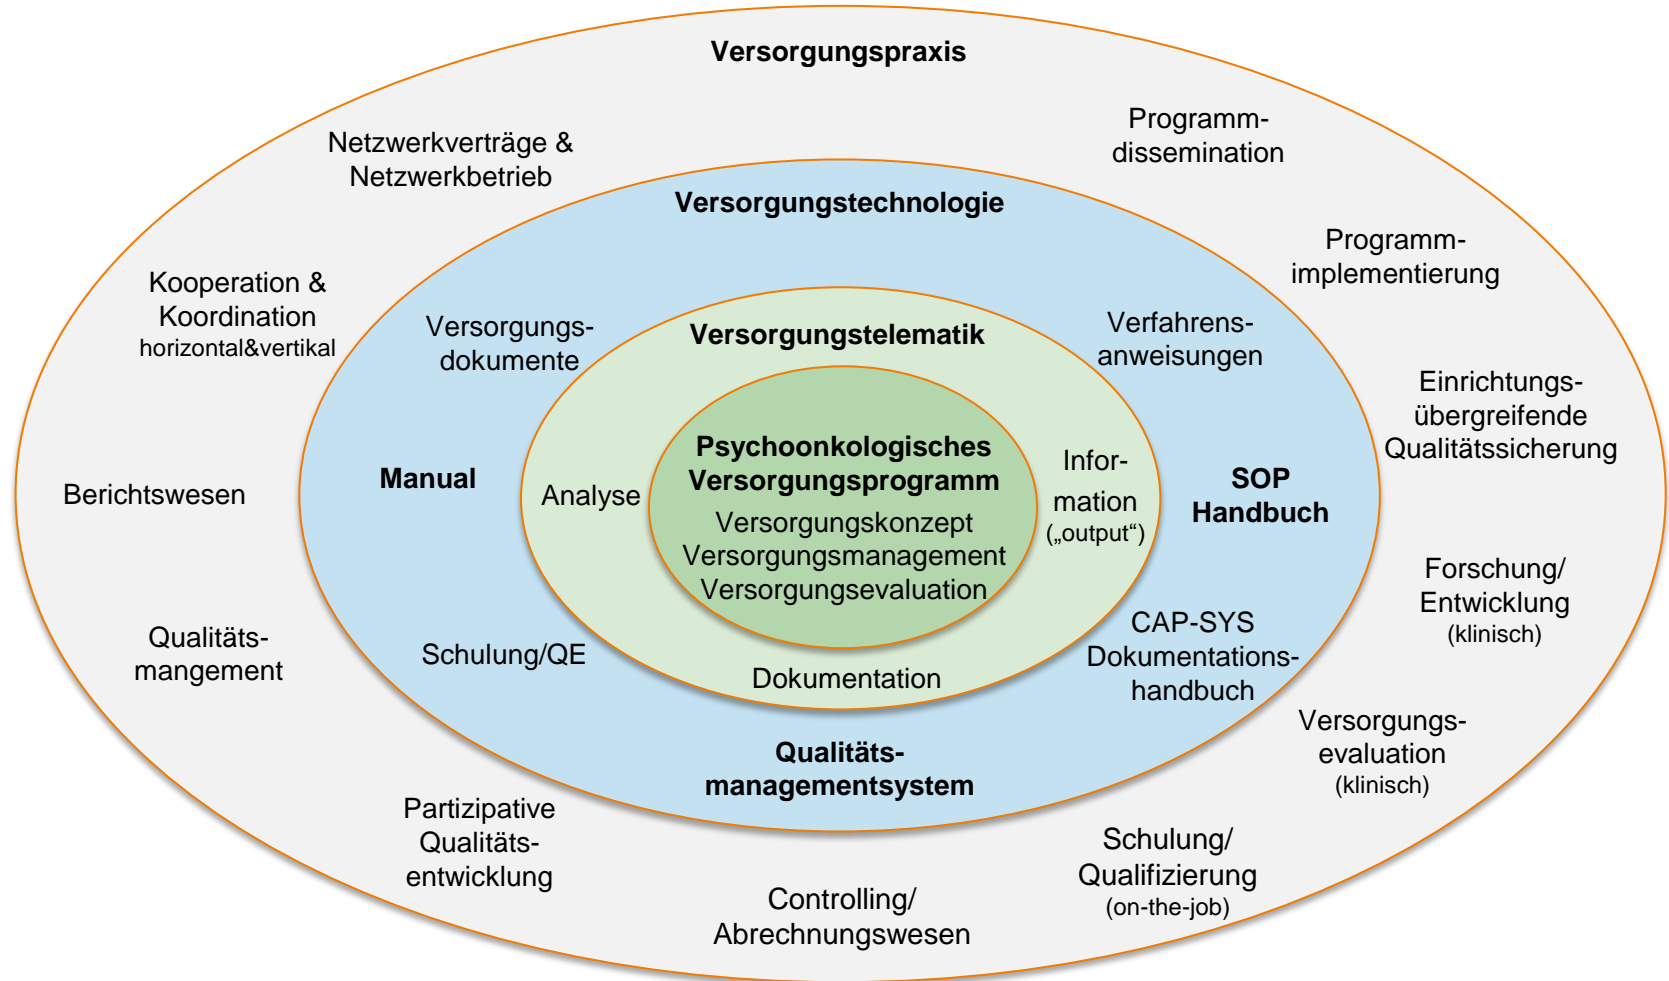 Versorgungspraxis
Netzwerkverträge &
Netzwerkbetrieb
Programm-
dissemination
Versorgungstechnologie
Programm-
implementierung
Kooperation &
Koordination
horizontal&vertikal
Versorgungs-
dokumente
Versorgungstelematik
Verfahrens-
anweisungen
Einrichtungs-
übergreifende
Qualitätssicherung
Berichtswesen
Manual
Analyse
Psychoonkologisches
Versorgungsprogramm
Versorgungskonzept
Versorgungsmanagement
Versorgungsevaluation
Infor-
mation
(„output“)
SOP
Handbuch
Forschung/
Entwicklung
(klinisch)
Qualitäts-
mangement
Schulung/QE
Dokumentation
CAP-SYS
Dokumentations-
handbuch
Versorgungs-
evaluation
(klinisch)
Qualitäts-
managementsystem
Partizipative
Qualitäts-
entwicklung
Controlling/
Abrechnungswesen
Schulung/
Qualifizierung
(on-the-job)